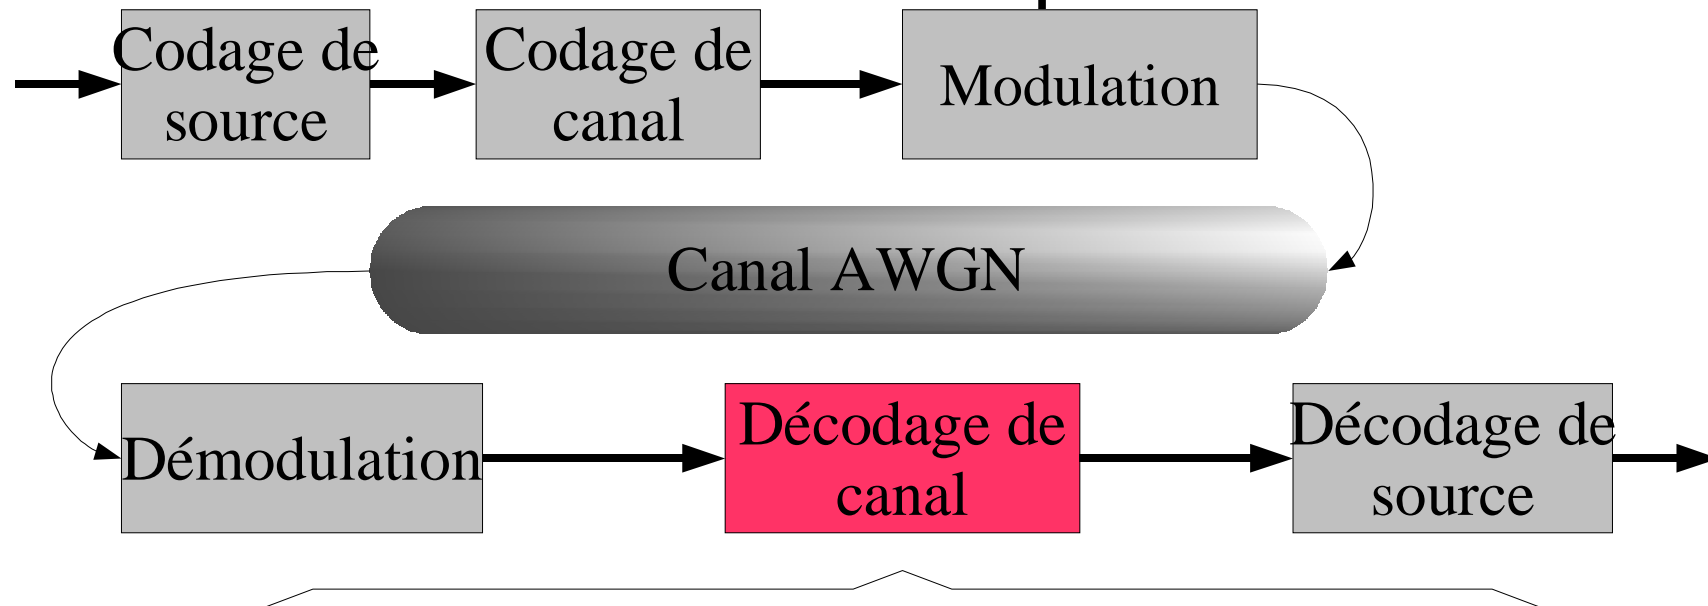 Codage de
source
Codage de
canal
Modulation
Canal AWGN
Démodulation
Décodage de
canal
Décodage de
source